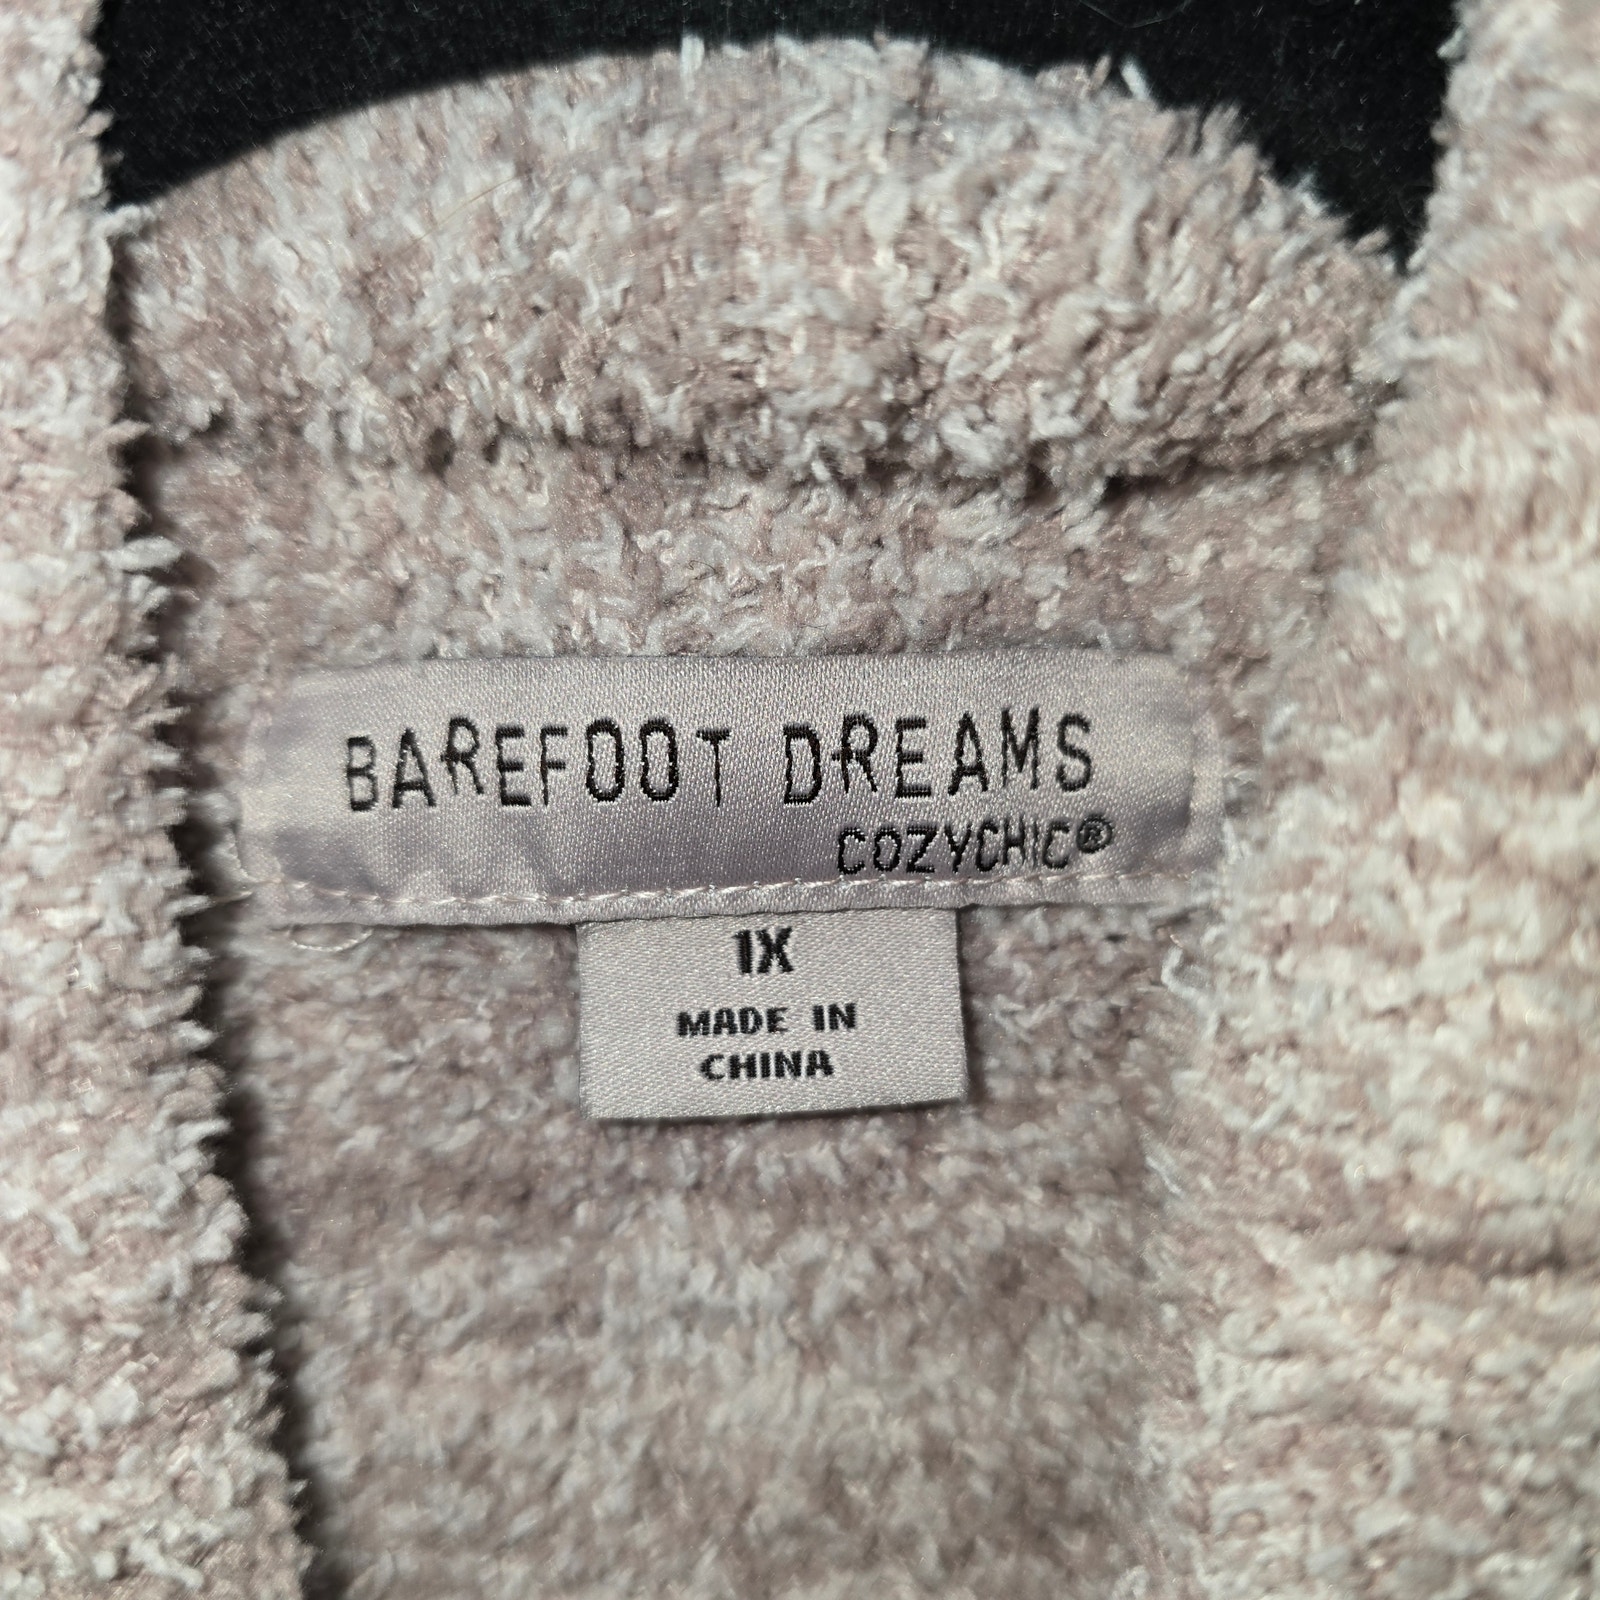 BAREFOOT DREAMS
COZYCHIC®
1X
MADE IN
CHINA